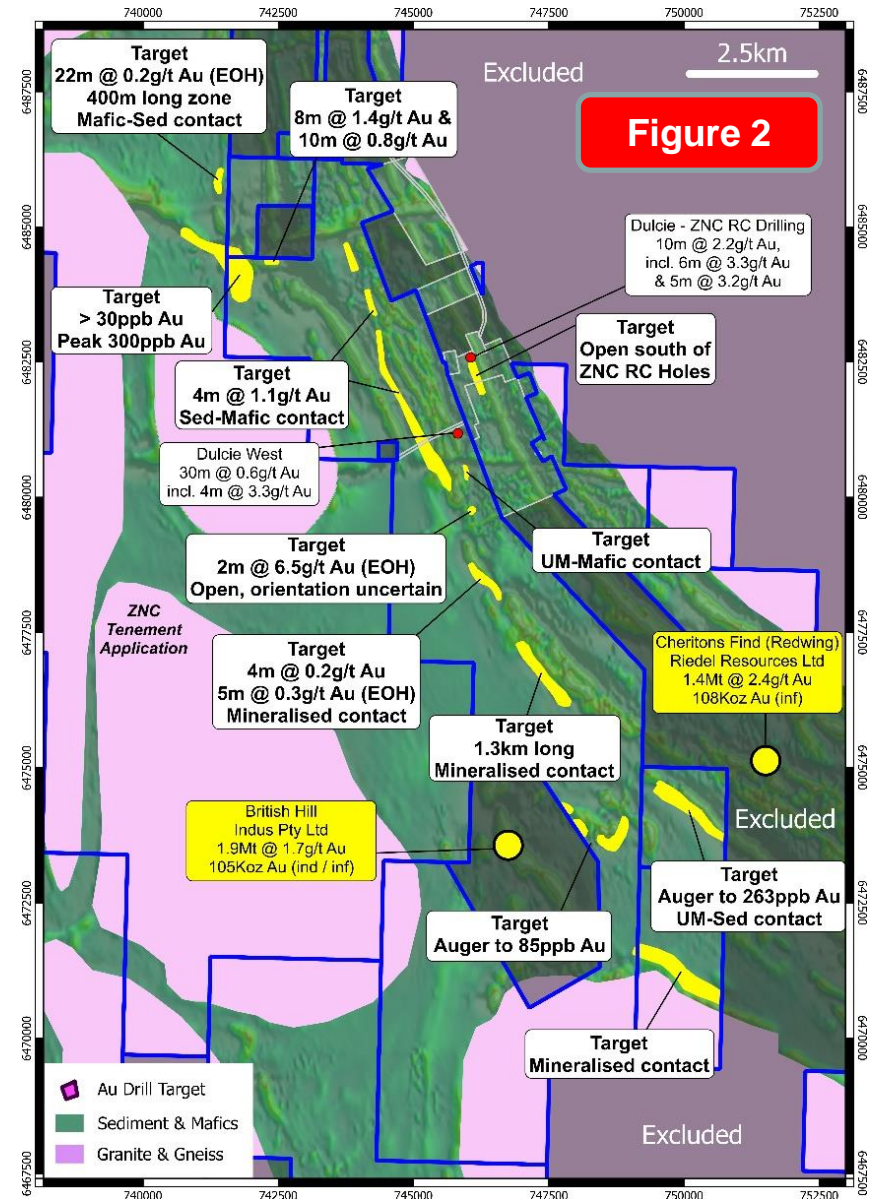 740000 742500 745000 747500 750000 752500
2.5km
Excluded
Figure 2
Target
22m @ 0.2g/t Au (EOH)
400m long zone
Mafic-Sed contact
Target
8m @ 1.4g/t Au &
10m @ 0.8g/t Au
Dulcie - ZNC RC Drilling
10m @ 2.2g/t Au,
incl. 6m @ 3.3g/t Au
& 5m @ 3.2g/t Au
Target
> 30ppb Au
Peak 300ppb Au
Target
Open south of
ZNC RC Holes
Target
4m @ 1.1g/t Au
Sed-Mafic contact
Dulcie West
30m @ 0.6g/t Au
incl. 4m @ 3.3g/t Au
Target
2m @ 6.5g/t Au (EOH)
Open, orientation uncertain
Target
UM-Mafic contact
ZNC
Tenement
Application
Target
4m @ 0.2g/t Au
5m @ 0.3g/t Au (EOH)
Mineralised contact
Cheritons Find (Redwing)
Riedel Resources Ltd
1.4Mt @ 2.4g/t Au
108Koz Au (inf)
Target
1.3km long
Mineralised contact
British Hill
Indus Pty Ltd
1.9Mt @ 1.7g/t Au
105Koz Au (ind / inf)
Excluded
Target
Auger to 263ppb Au
UM-Sed contact
Target
Auger to 85ppb Au
Target
Mineralised contact
Au Drill Target
Sediment & Mafics
Granite & Gneiss
Excluded
6487500
6485000
6482500
6480000
6477500
6475000
6472500
6470000
6467500
6487500
6485000
6482500
6480000
6477500
6475000
6472500
6470000
6467500
740000 742500 745000 747500 750000 752500